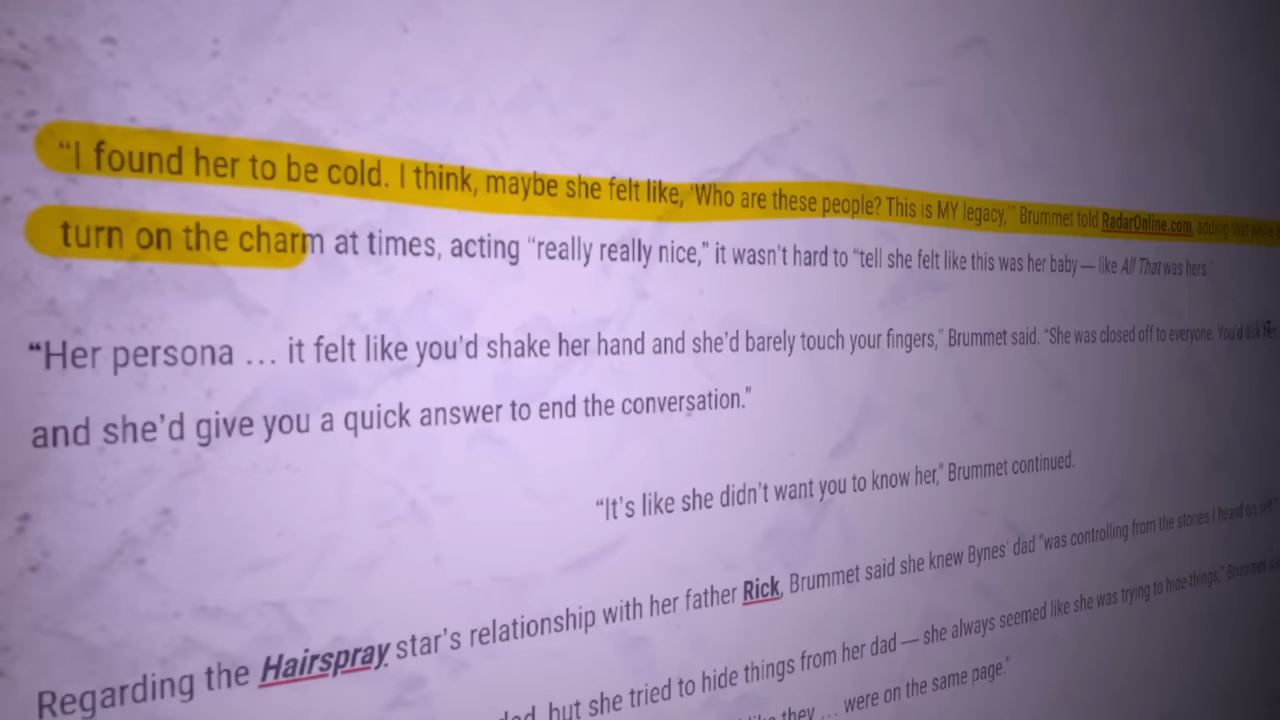 “I found her to be cold. I think, maybe she felt like, ‘Who are these people? This is MY legacy,’” Brummet told RadarOnline.com, adding that while
turn on the charm at times, acting “really really nice,” it wasn’t hard to “tell she felt like this was her baby — like All That was hers.”
“Her persona … it felt like you’d shake her hand and she’d barely touch your fingers,” Brummet said. “She was closed off to everyone. You’d ask
and she’d give you a quick answer to end the conversation.”
“It’s like she didn’t want you to know her,” Brummet continued.
Regarding the Hairspray star’s relationship with her father Rick, Brummet said she knew Bynes’ dad “was controlling from the stories I heard on set.”
but she tried to hide things from her dad — she always seemed like she was trying to hide things,” Brummet
they … were on the same page.”